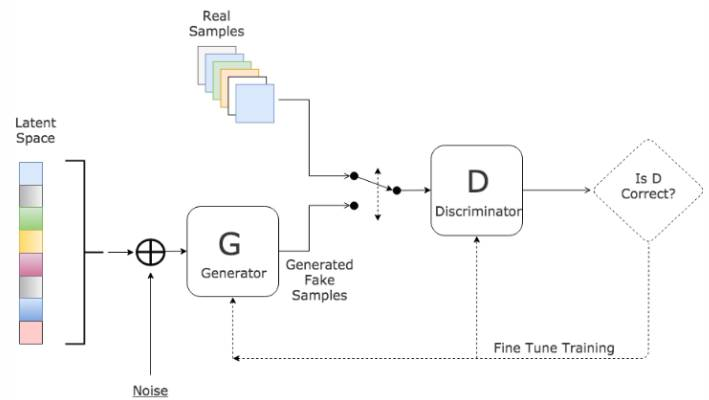 Real
Samples
Latent
Space
G
Generator
Generated
Fake
Samples
D
Discriminator
Is D
Correct?
Fine Tune Training
Noise